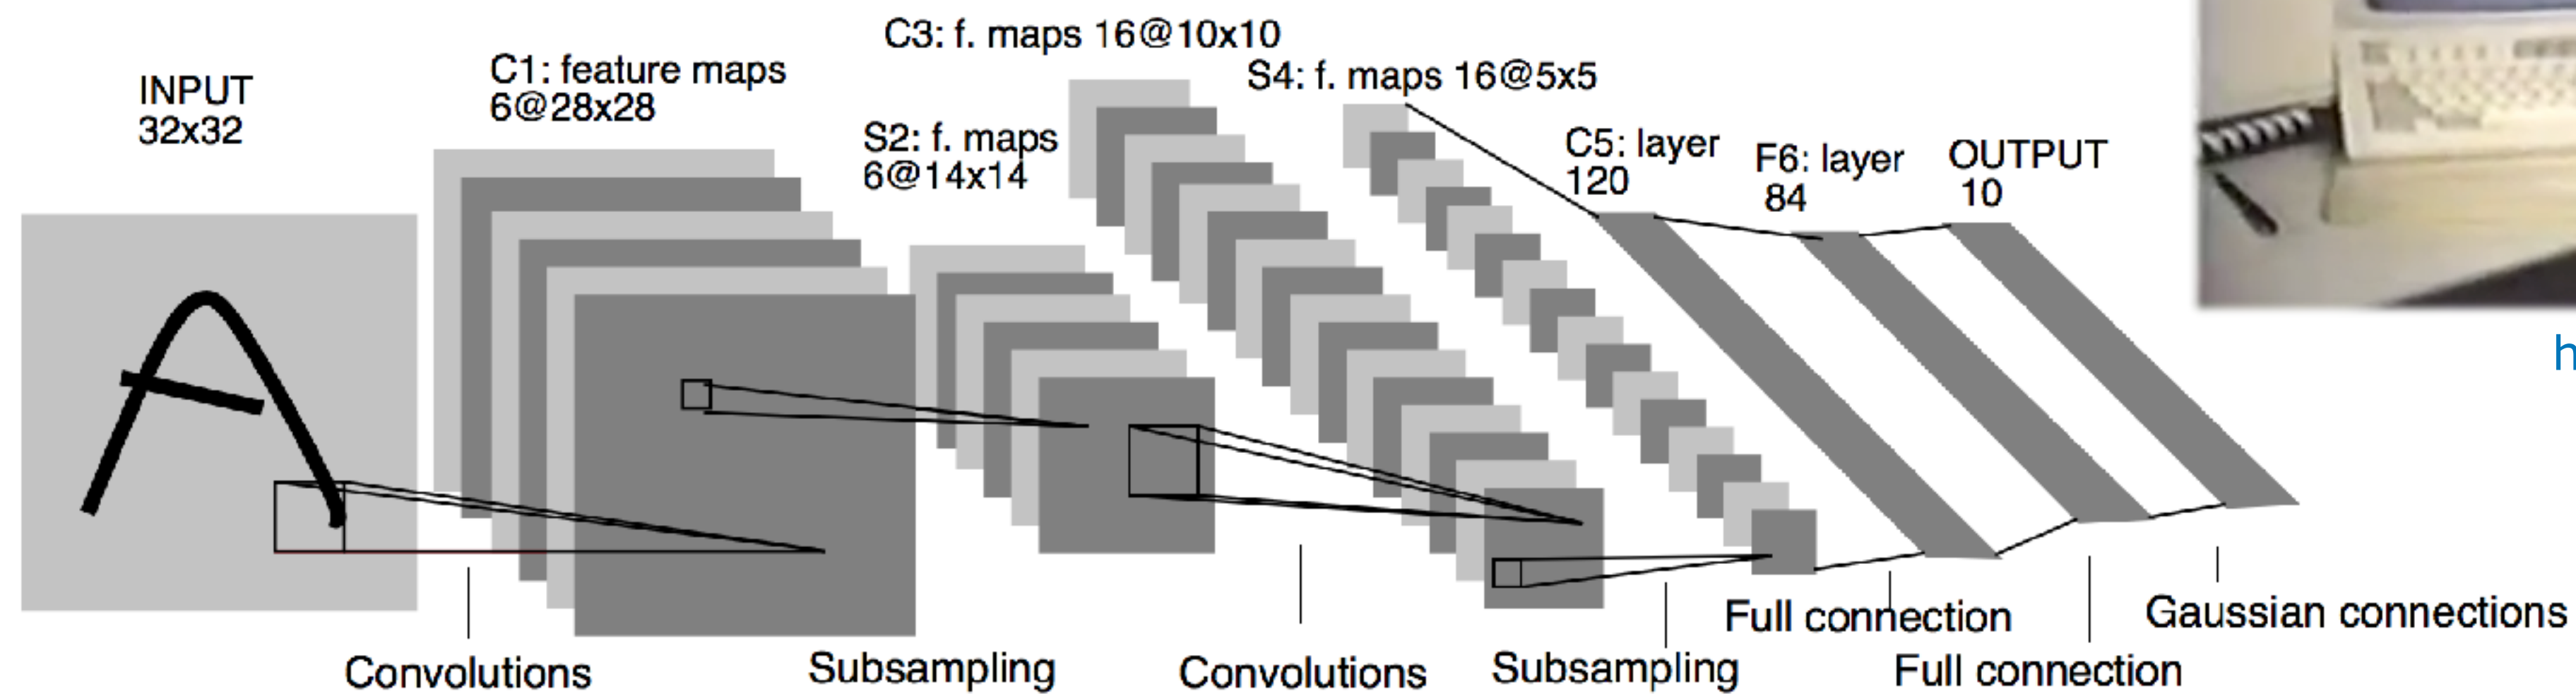 INPUT
32x32
C1: feature maps
6@28x28
S2: f. maps
6@14x14
C3: f. maps 16@10x10
S4: f. maps 16@5x5
C5: layer
120
F6: layer
84
OUTPUT
10
A
Convolutions
Subsampling
Convolutions
Subsampling
Full connection
Full connection
Gaussian connections
h